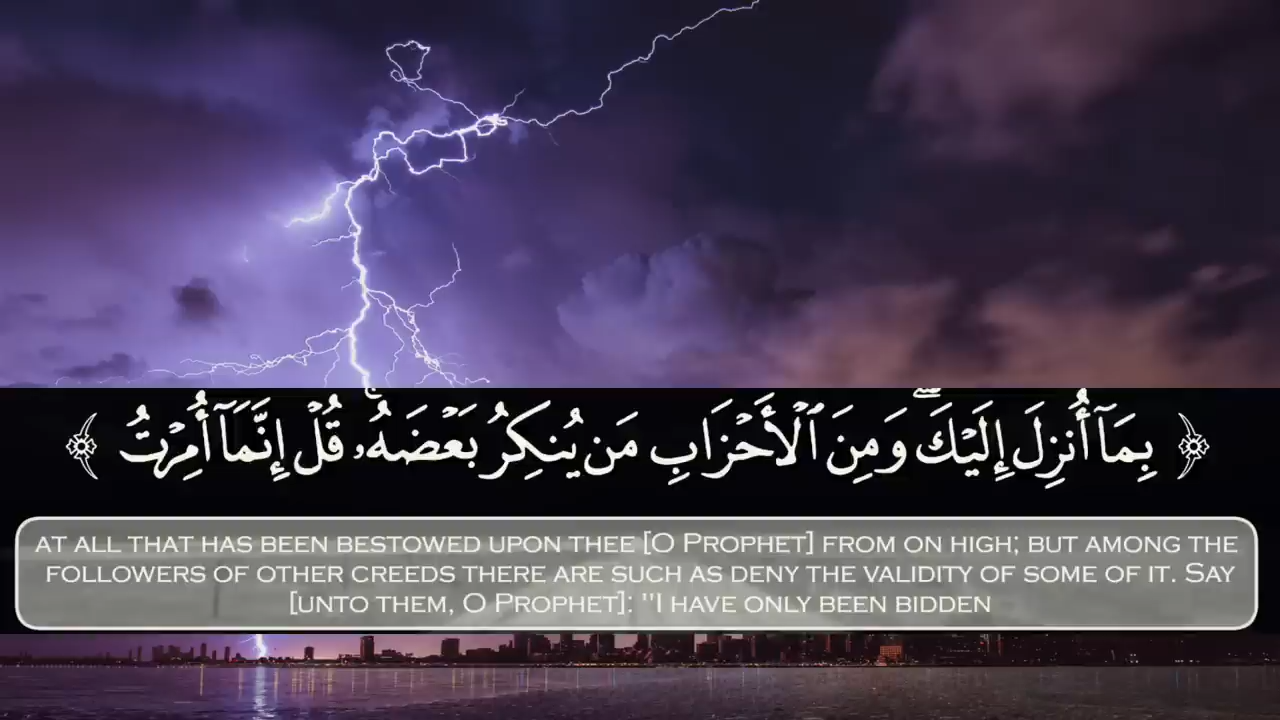 ﴿ بِمَآ أُنزِلَ إِلَيْكَ ۖ وَمِنَ ٱلْأَحْزَابِ مَن يُنكِرُ بَعْضَهُۥ ۚ قُلْ إِنَّمَآ أُمِرْتُ ﴾
AT ALL THAT HAS BEEN BESTOWED UPON THEE [O PROPHET] FROM ON HIGH; BUT AMONG THE
FOLLOWERS OF OTHER CREEDS THERE ARE SUCH AS DENY THE VALIDITY OF SOME OF IT. SAY
[UNTO THEM, O PROPHET]: "I HAVE ONLY BEEN BIDDEN